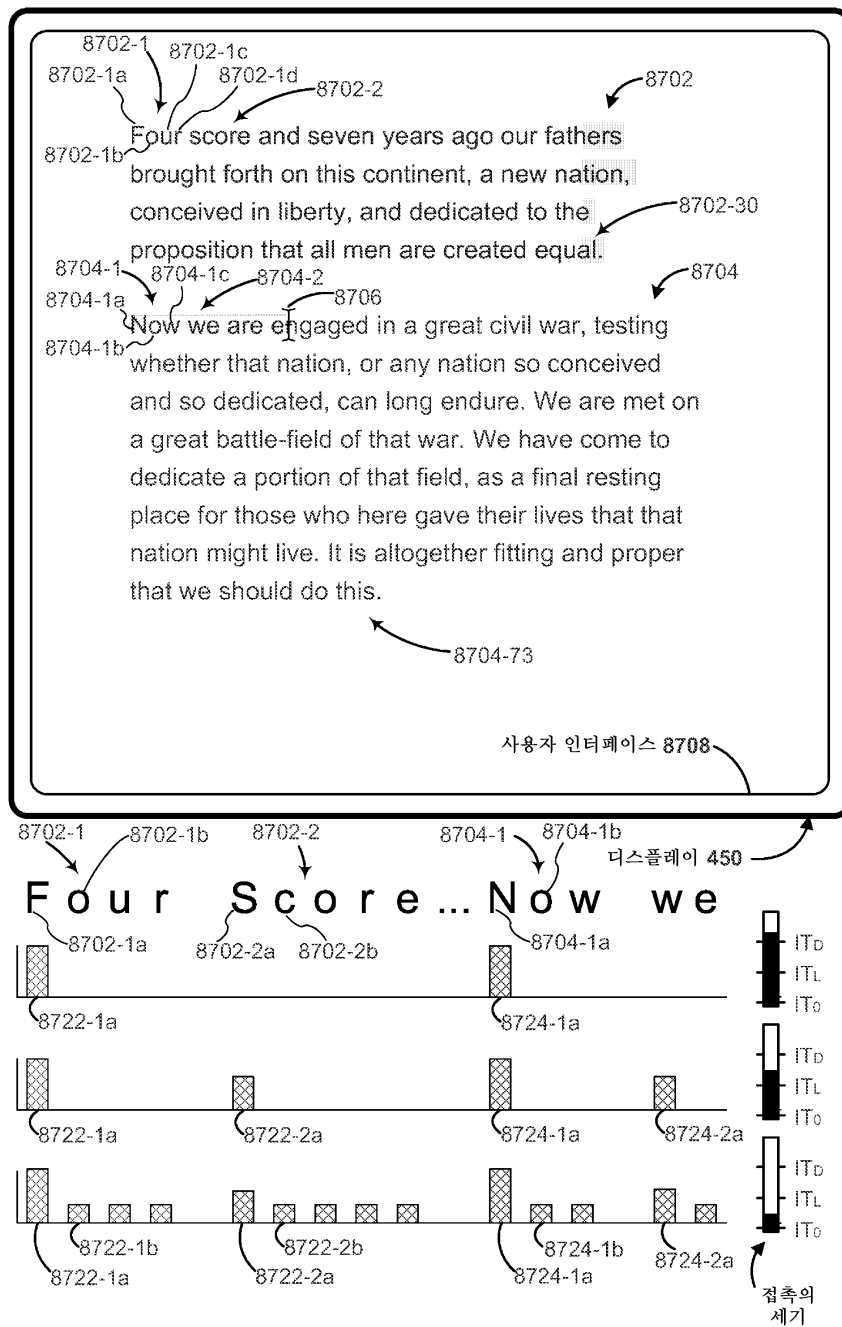 8702-1
8702-1c
8702-1a
8702-1d
8702-2
8702
Four score and seven years ago our fathers
8702-1b
brought forth on this continent, a new nation,
conceived in liberty, and dedicated to the
8702-30
proposition that all men are created equal.
8704-1
8704-1c
8704-2
8704
8704-1a
8706
Now we are engaged in a great civil war, testing
8704-1b
whether that nation, or any nation so conceived
and so dedicated, can long endure. We are met on
a great battle-field of that war. We have come to
dedicate a portion of that field, as a final resting
place for those who here gave their lives that that
nation might live. It is altogether fitting and proper
that we should do this.
8704-73
사용자 인터페이스 8708
8702-1
8702-1b
8702-2
8704-1
8704-1b
디스플레이 450
Four Score...Now we
8702-1a
8702-2a
8702-2b
8704-1a
ITD
ITL
IT0
8722-1a
8724-1a
ITD
ITL
IT0
8722-1a
8722-2a
8724-1a
8724-2a
ITD
ITL
IT0
8722-1b
8722-2b
8724-1b
8724-2a
8722-1a
8722-2a
8724-1a
접촉의
세기